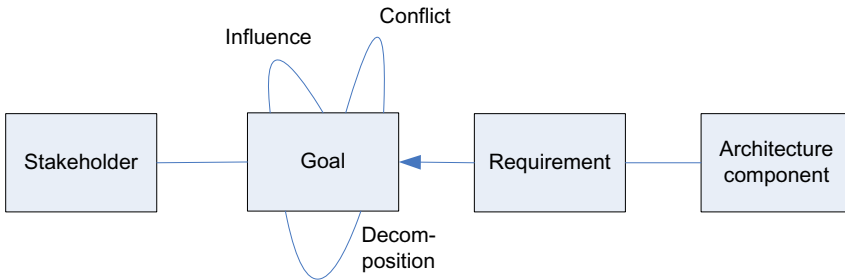 Conflict
Influence
Stakeholder
Goal
Requirement
Architecture
component
Decom-
position